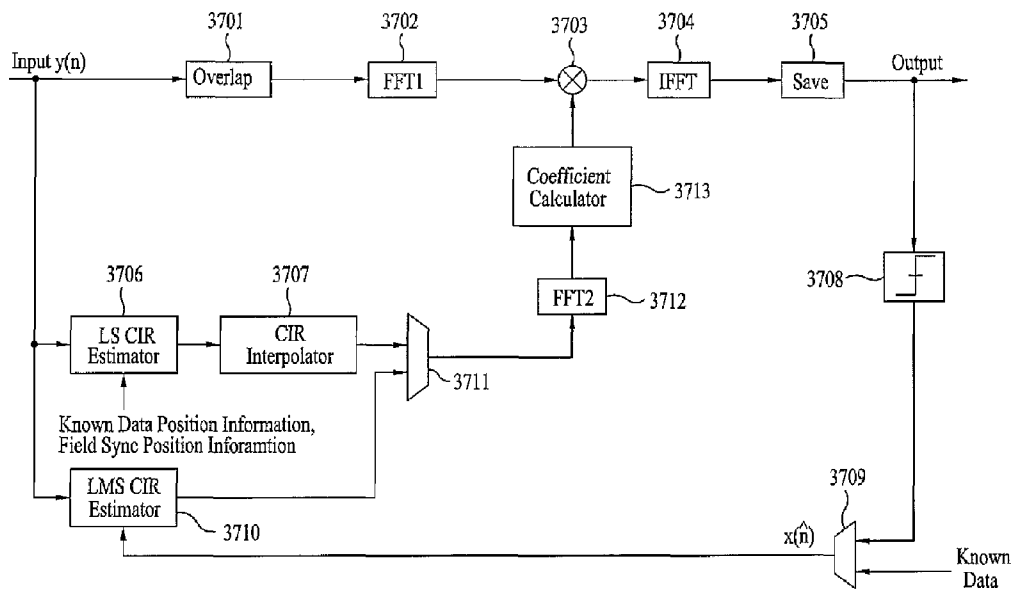 3701
3702
3703
3704
3705
Input y(n)
Overlap
FFT1
IFFT
Save
Output
Coefficient
Calculator
3713
3706
3707
3708
FFT2
3712
LS CIR
Estimator
CIR
Interpolator
3711
Known Data Position Information,
Field Sync Position Inforamtion
LMS CIR
Estimator
3710
3709
x(n̂)
Known
Data